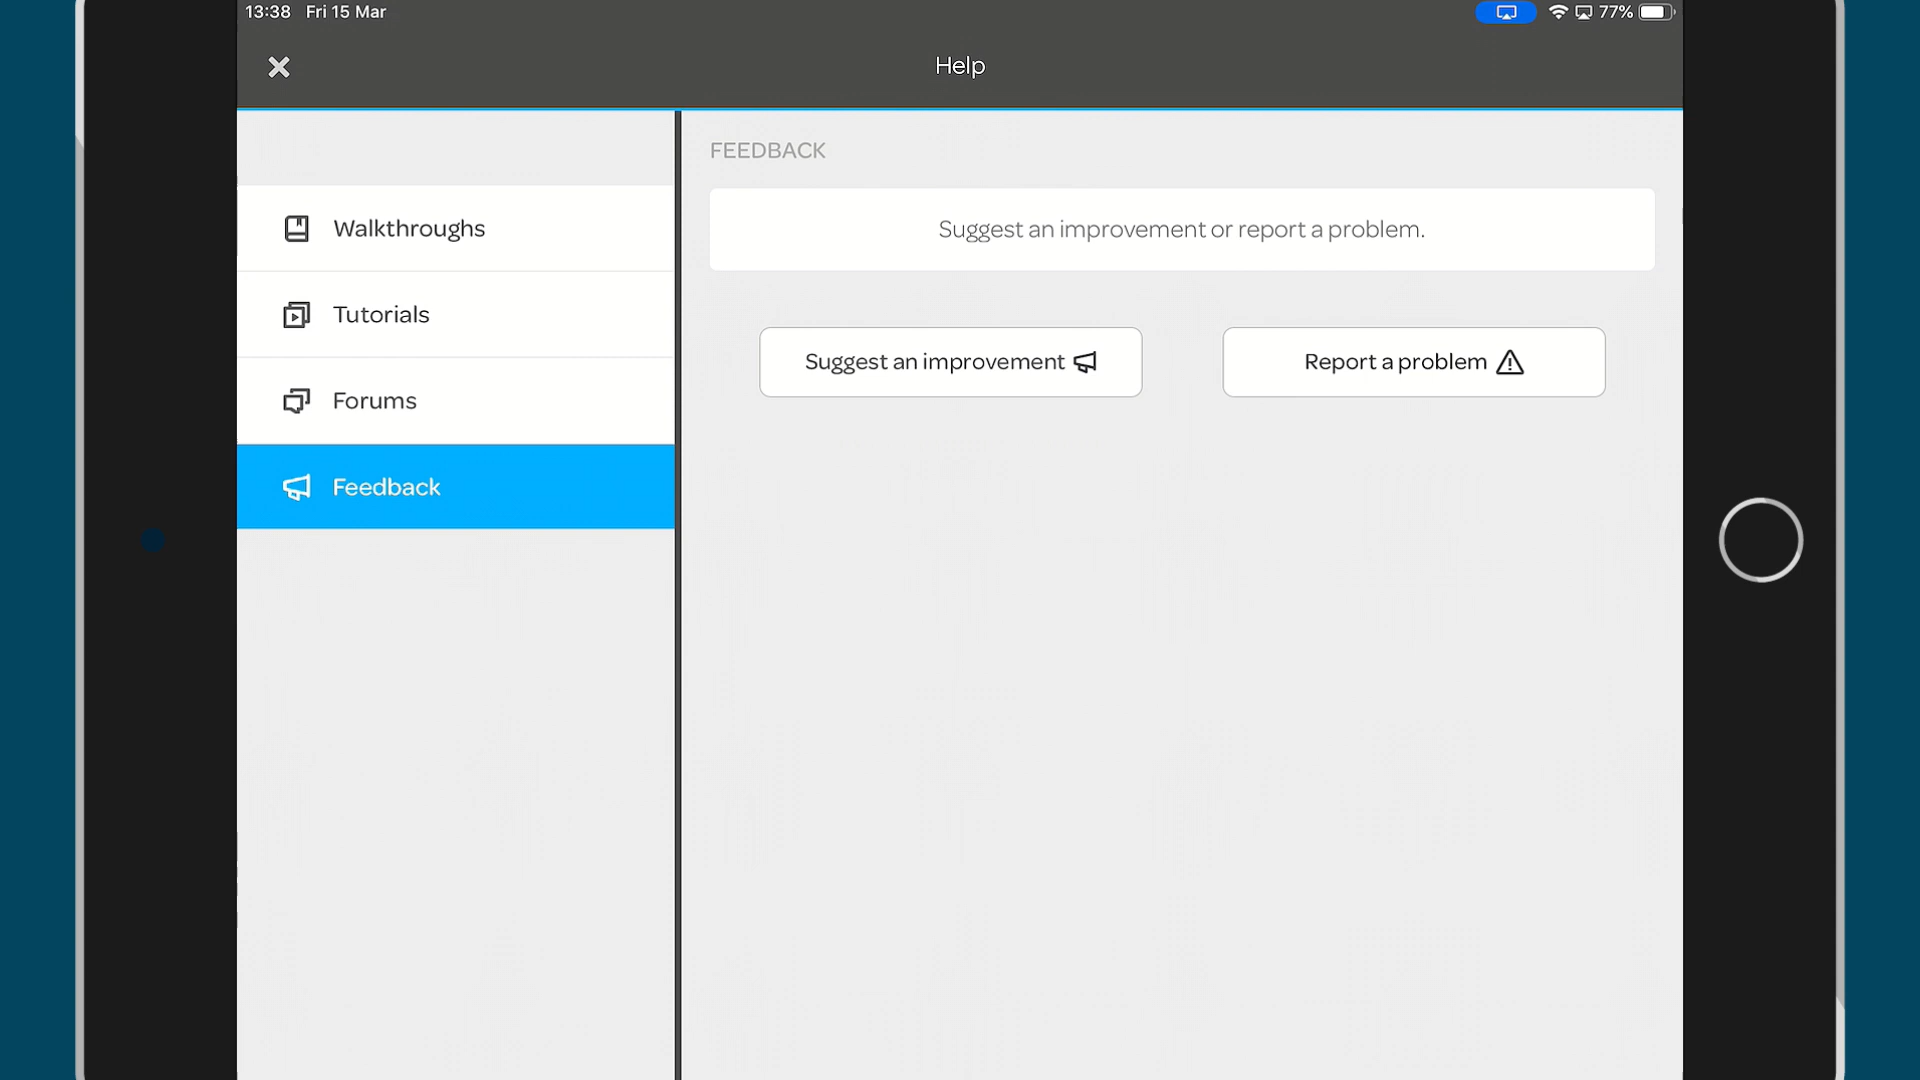 13:38 Fri 15 Mar
77%
Help
Walkthroughs
Tutorials
Forums
Feedback
FEEDBACK
Suggest an improvement or report a problem.
Suggest an improvement
Report a problem